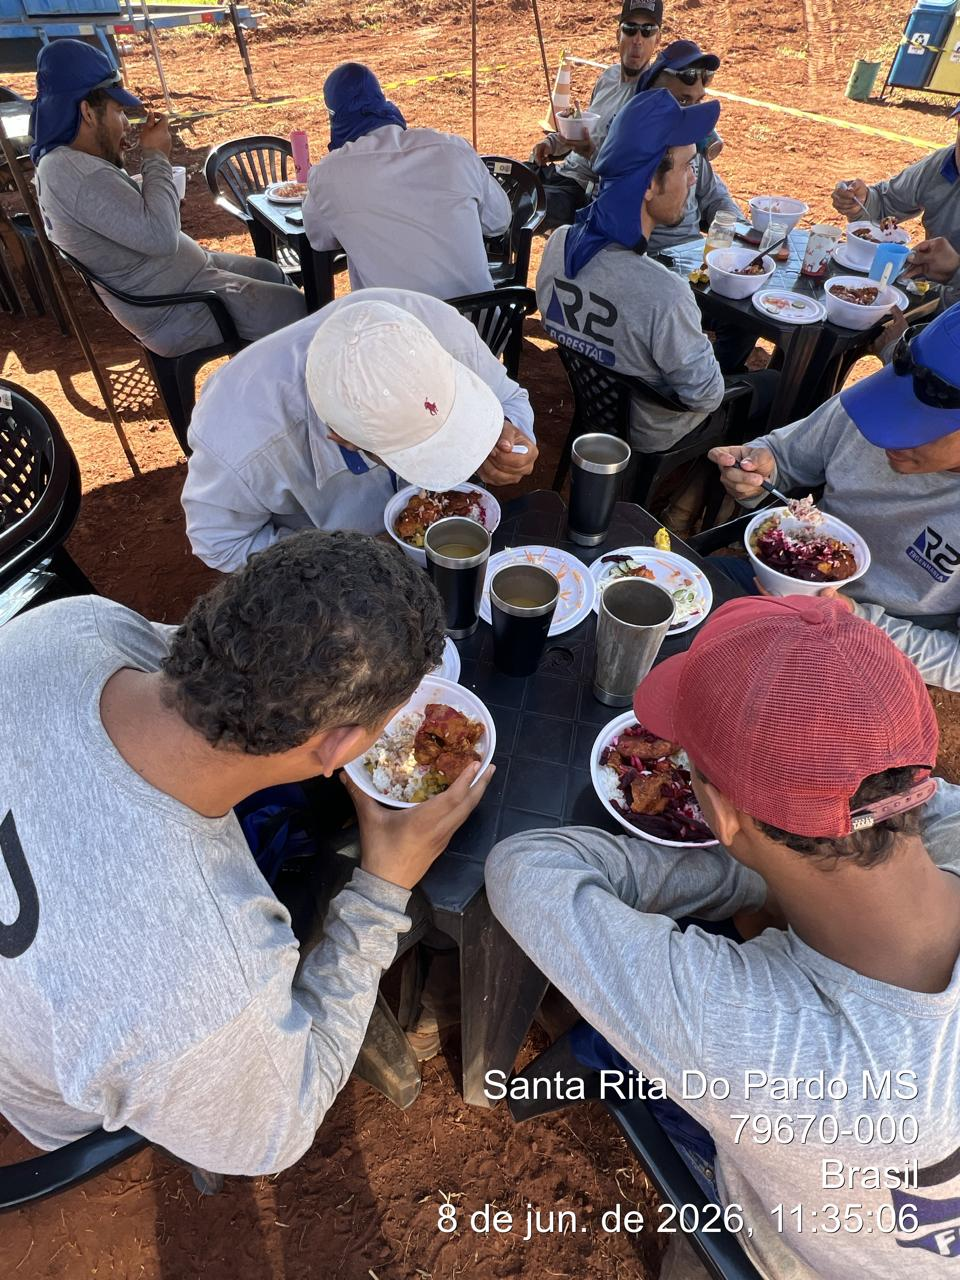 R2
FLORESTAL
R2
ENGENHARIA
Santa Rita Do Pardo MS
79670-000
Brasil
8 de jun. de 2026, 11:35:06